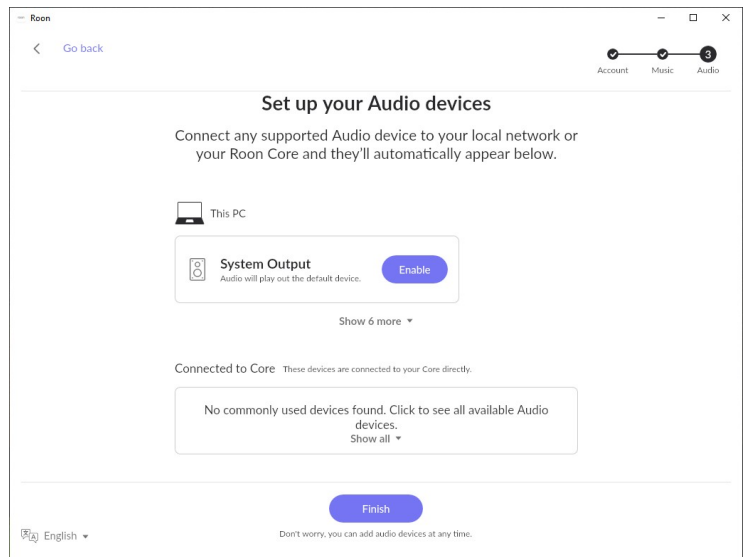 Roon
Go back
3
Account Music Audio
Set up your Audio devices
Connect any supported Audio device to your local network or
your Roon Core and they'll automatically appear below.
This PC
System Output
Audio will play out the default device.
Enable
Show 6 more
Connected to Core These devices are connected to your Core directly.
No commonly used devices found. Click to see all available Audio
devices.
Show all
Finish
Don't worry, you can add audio devices at any time.
文A English